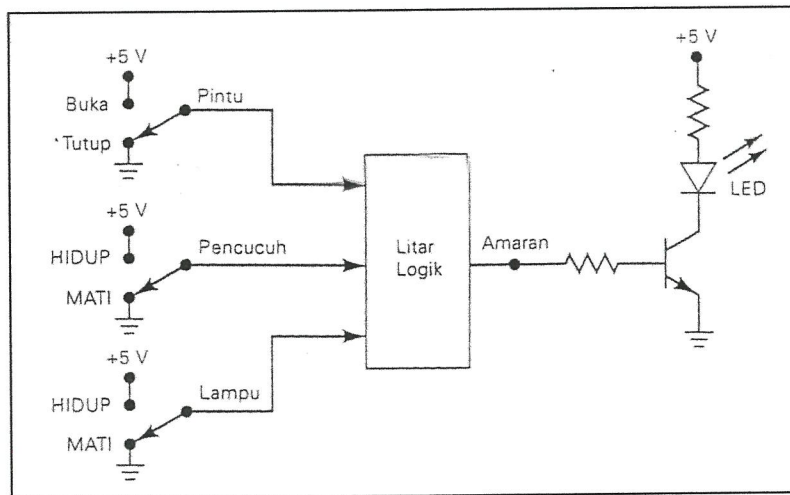 +5 V
Buka
Pintu
Tutup
+5 V
HIDUP
Pencucuh
MATI
+5 V
HIDUP
Lampu
MATI
Litar
Logik
Amaran
+5 V
LED